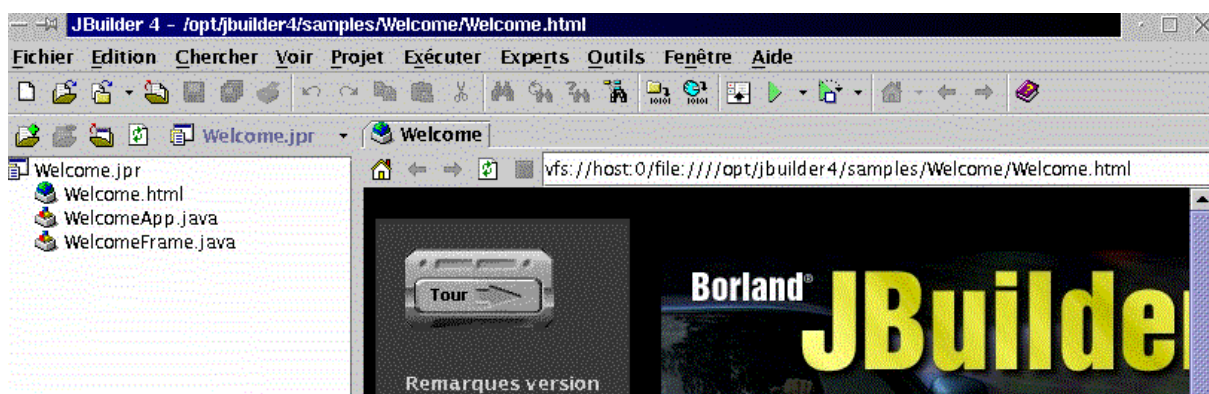 JBuilder 4 - /opt/jbuilder4/samples/Welcome/Welcome.html
Fichier Edition Chercher Voir Projet Exécuter Experts Outils Fenêtre Aide
Welcome.jpr Welcome
Welcome.jpr vfs://host:0/file:////opt/jbuilder4/samples/Welcome/Welcome.html
Welcome.html
WelcomeApp.java
WelcomeFrame.java
Tour
Borland®
JBuilde
Remarques version